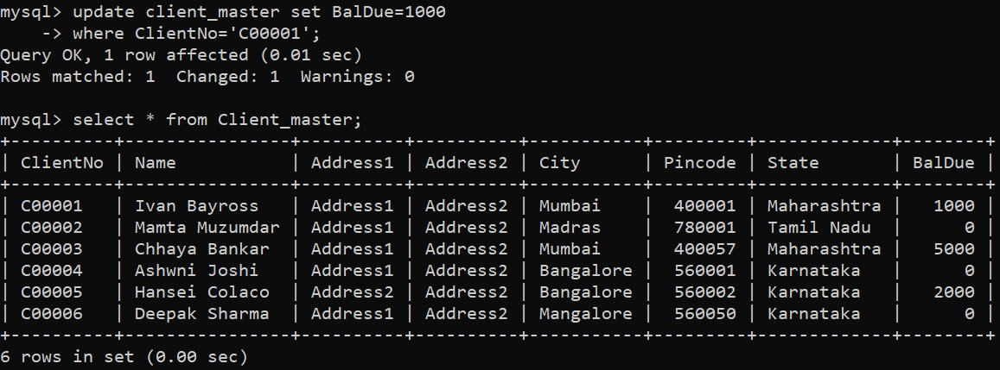 mysql> update client_master set BalDue=1000
    -> where ClientNo='C00001';
Query OK, 1 row affected (0.01 sec)
Rows matched: 1  Changed: 1  Warnings: 0

mysql> select * from Client_master;
+----------+----------------+----------+----------+-----------+---------+-------------+--------+
| ClientNo | Name           | Address1 | Address2 | City      | Pincode | State       | BalDue |
+----------+----------------+----------+----------+-----------+---------+-------------+--------+
| C00001   | Ivan Bayross   | Address1 | Address2 | Mumbai    |  400001 | Maharashtra |   1000 |
| C00002   | Mamta Muzumdar | Address1 | Address2 | Madras    |  780001 | Tamil Nadu  |      0 |
| C00003   | Chhaya Bankar  | Address1 | Address2 | Mumbai    |  400057 | Maharashtra |   5000 |
| C00004   | Ashwni Joshi   | Address1 | Address2 | Bangalore |  560001 | Karnataka   |      0 |
| C00005   | Hansei Colaco  | Address2 | Address2 | Bangalore |  560002 | Karnataka   |   2000 |
| C00006   | Deepak Sharma  | Address1 | Address2 | Mangalore |  560050 | Karnataka   |      0 |
+----------+----------------+----------+----------+-----------+---------+-------------+--------+
6 rows in set (0.00 sec)